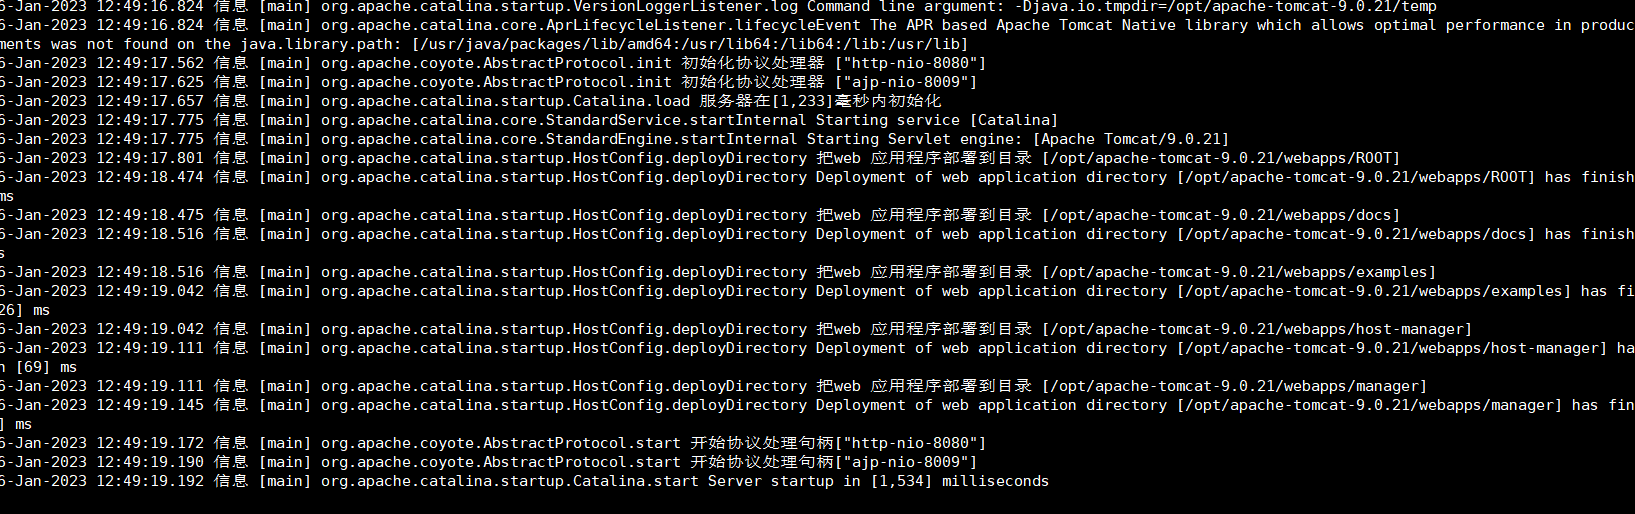 6-Jan-2023 12:49:16.824 信息 [main] org.apache.catalina.startup.VersionLoggerListener.log Command line argument: -Djava.io.tmpdir=/opt/apache-tomcat-9.0.21/temp
6-Jan-2023 12:49:16.824 信息 [main] org.apache.catalina.core.AprLifecycleListener.lifecycleEvent The APR based Apache Tomcat Native library which allows optimal performance in produc
ments was not found on the java.library.path: [/usr/java/packages/lib/amd64:/usr/lib64:/lib64:/lib:/usr/lib]
6-Jan-2023 12:49:17.562 信息 [main] org.apache.coyote.AbstractProtocol.init 初始化协议处理器 ["http-nio-8080"]
6-Jan-2023 12:49:17.625 信息 [main] org.apache.coyote.AbstractProtocol.init 初始化协议处理器 ["ajp-nio-8009"]
6-Jan-2023 12:49:17.657 信息 [main] org.apache.catalina.startup.Catalina.load 服务器在[1,233]毫秒内初始化
6-Jan-2023 12:49:17.775 信息 [main] org.apache.catalina.core.StandardService.startInternal Starting service [Catalina]
6-Jan-2023 12:49:17.775 信息 [main] org.apache.catalina.core.StandardEngine.startInternal Starting Servlet engine: [Apache Tomcat/9.0.21]
6-Jan-2023 12:49:17.801 信息 [main] org.apache.catalina.startup.HostConfig.deployDirectory 把web 应用程序部署到目录 [/opt/apache-tomcat-9.0.21/webapps/ROOT]
6-Jan-2023 12:49:18.474 信息 [main] org.apache.catalina.startup.HostConfig.deployDirectory Deployment of web application directory [/opt/apache-tomcat-9.0.21/webapps/ROOT] has finish
ms
6-Jan-2023 12:49:18.475 信息 [main] org.apache.catalina.startup.HostConfig.deployDirectory 把web 应用程序部署到目录 [/opt/apache-tomcat-9.0.21/webapps/docs]
6-Jan-2023 12:49:18.516 信息 [main] org.apache.catalina.startup.HostConfig.deployDirectory Deployment of web application directory [/opt/apache-tomcat-9.0.21/webapps/docs] has finish
s
6-Jan-2023 12:49:18.516 信息 [main] org.apache.catalina.startup.HostConfig.deployDirectory 把web 应用程序部署到目录 [/opt/apache-tomcat-9.0.21/webapps/examples]
6-Jan-2023 12:49:19.042 信息 [main] org.apache.catalina.startup.HostConfig.deployDirectory Deployment of web application directory [/opt/apache-tomcat-9.0.21/webapps/examples] has fi
26] ms
6-Jan-2023 12:49:19.042 信息 [main] org.apache.catalina.startup.HostConfig.deployDirectory 把web 应用程序部署到目录 [/opt/apache-tomcat-9.0.21/webapps/host-manager]
6-Jan-2023 12:49:19.111 信息 [main] org.apache.catalina.startup.HostConfig.deployDirectory Deployment of web application directory [/opt/apache-tomcat-9.0.21/webapps/host-manager] ha
n [69] ms
6-Jan-2023 12:49:19.111 信息 [main] org.apache.catalina.startup.HostConfig.deployDirectory 把web 应用程序部署到目录 [/opt/apache-tomcat-9.0.21/webapps/manager]
6-Jan-2023 12:49:19.145 信息 [main] org.apache.catalina.startup.HostConfig.deployDirectory Deployment of web application directory [/opt/apache-tomcat-9.0.21/webapps/manager] has fin
] ms
6-Jan-2023 12:49:19.172 信息 [main] org.apache.coyote.AbstractProtocol.start 开始协议处理句柄["http-nio-8080"]
6-Jan-2023 12:49:19.190 信息 [main] org.apache.coyote.AbstractProtocol.start 开始协议处理句柄["ajp-nio-8009"]
6-Jan-2023 12:49:19.192 信息 [main] org.apache.catalina.startup.Catalina.start Server startup in [1,534] milliseconds